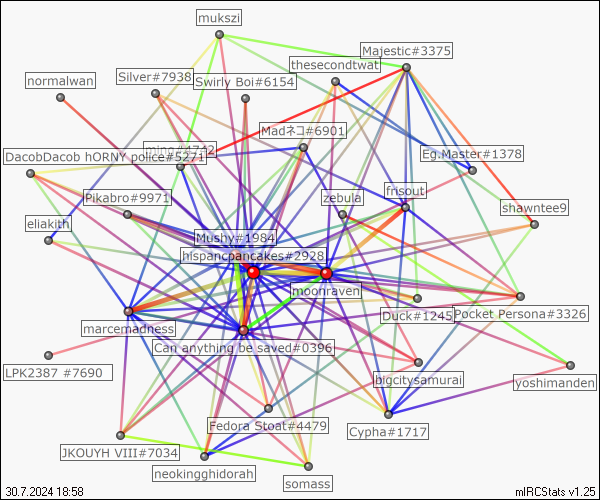 mukszi
Majestic#3375
thesecondtwat
normalwan
Silver#7938
Swirly Boi#6154
Madネコ#6901
ming#4742
Eg.Master#1378
DacobDacob hORNY police#5271
Pikabro#9971
zebula
frisout
shawntee9
eliakith
Mushy#1984
hispancpancakes#2928
moonraven
marcemadness
Duck#1245
Pocket Persona#3326
Can anything be saved#0396
LPK2387 #7690
bigcitysamurai
yoshimanden
Fedora Stoat#4479
Cypha#1717
JKOUYH VIII#7034
neokingghidorah
somass
30.7.2024 18:58
mIRCStats v1.25